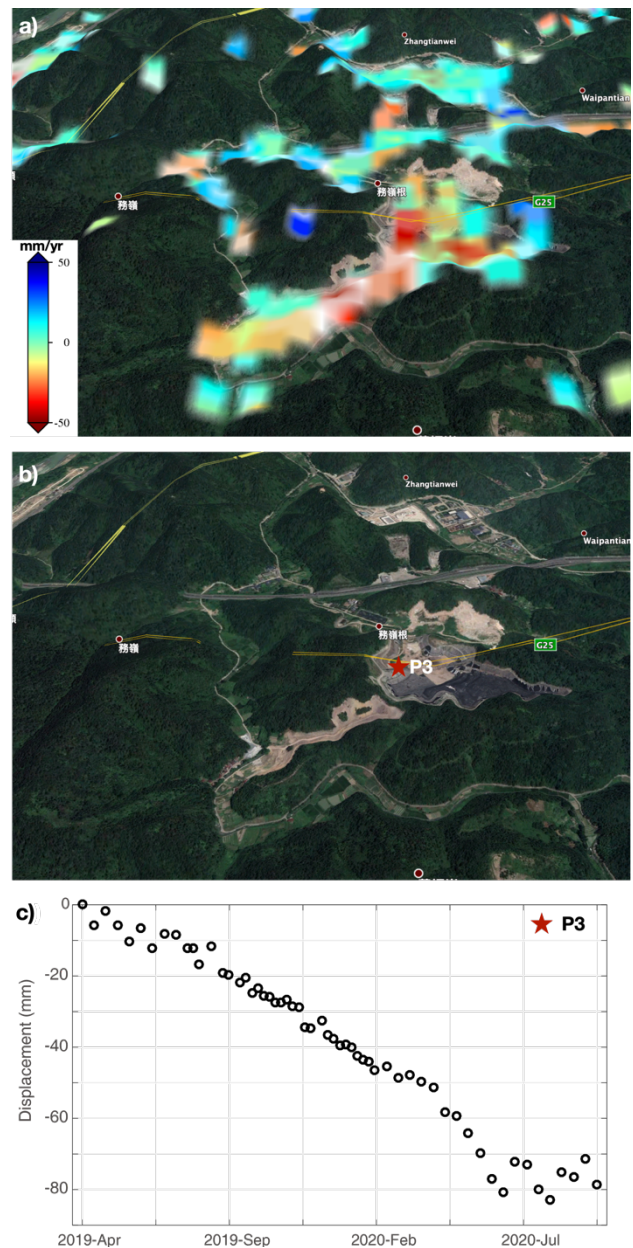 a)
Zhangtianwei
Waipantian
務嶺根
務嶺
G25
mm/yr
50
0
-50
b)
Zhangtianwei
Waipantian
務嶺根
務嶺
G25
P3
c)
P3
0
-20
-40
-60
-80
Displacement (mm)
2019-Apr
2019-Sep
2020-Feb
2020-Jul